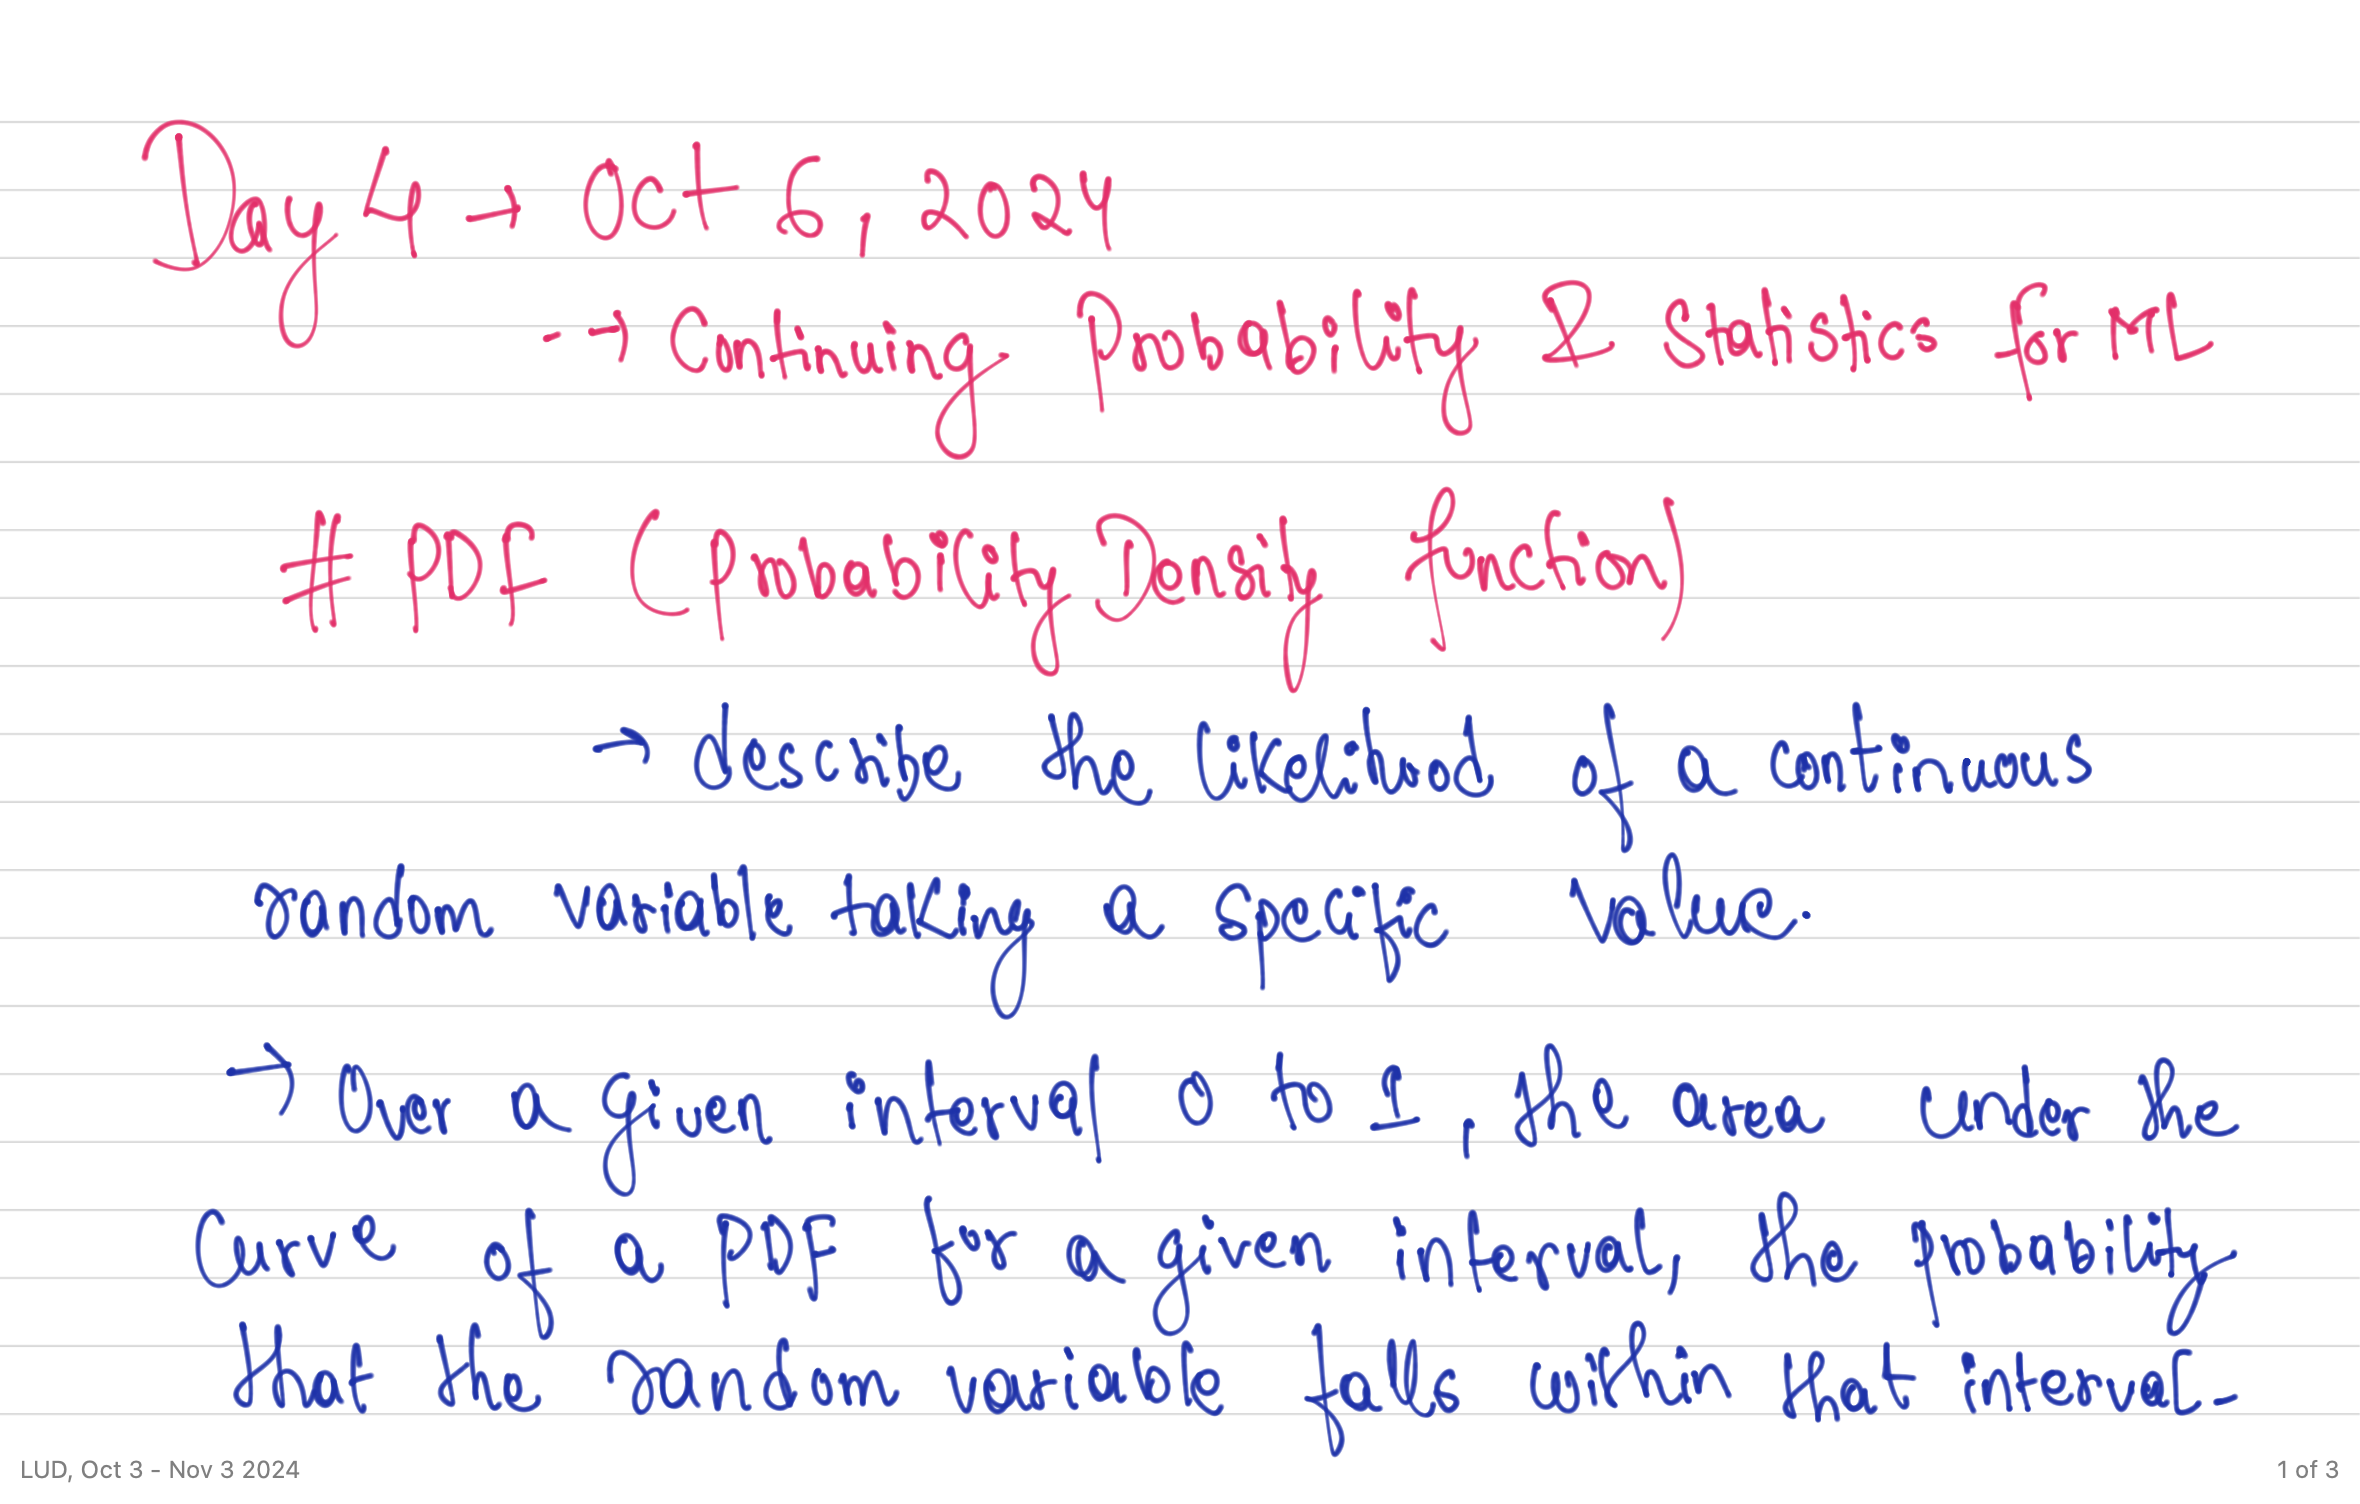 Day 4 → Oct 6, 2024
- → Continuing Probability & Statistics for ML
# PDF (Probability Density function)
→ describe the likelihood of a continuous
random variable taking a specific value.
→ Over a given interval 0 to 1, the area under the
Curve of a PDF for a given interval, the probability
that the random variable falls within that interval.
LUD, Oct 3 - Nov 3 2024
1 of 3